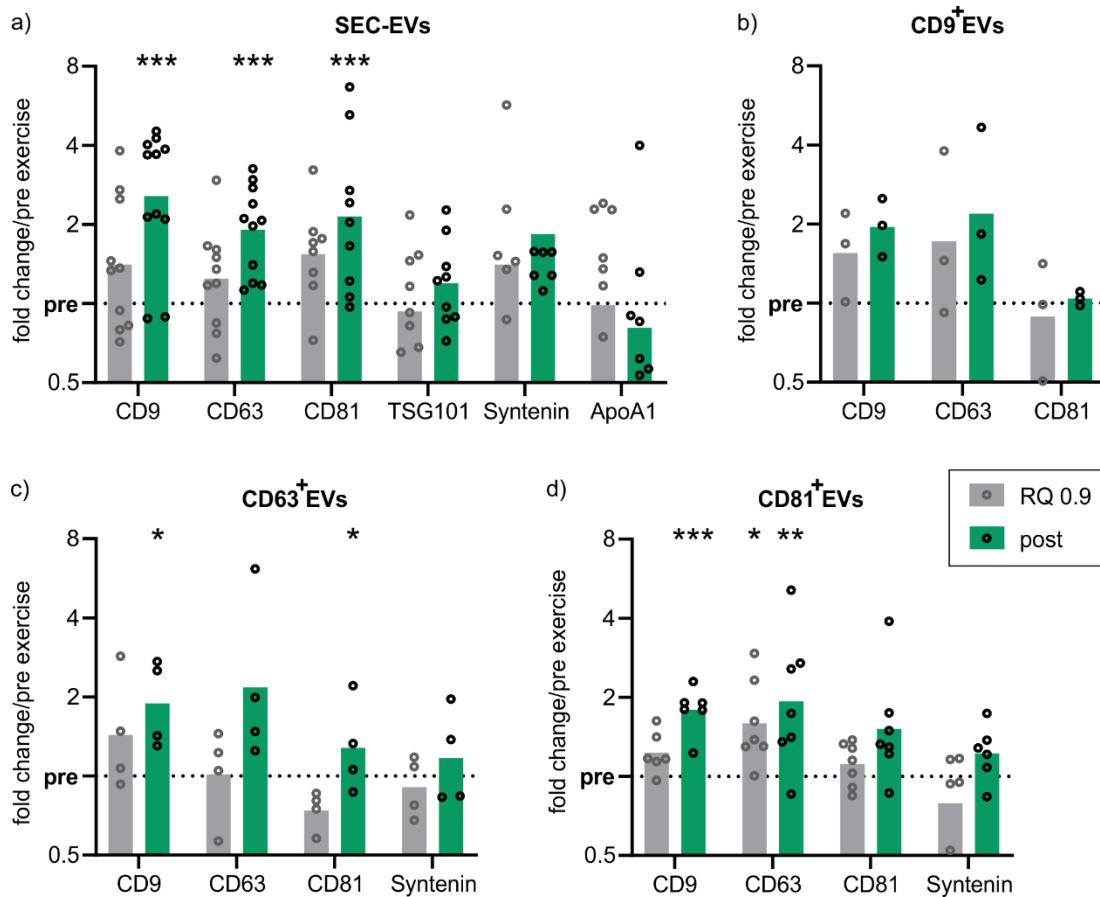 a)
SEC-EVs
*** *** ***
fold change/pre exercise
8
4
2
pre
0.5
CD9 CD63 CD81 TSG101 Syntenin ApoA1
b)
CD9+EVs
fold change/pre exercise
8
4
2
pre
0.5
CD9 CD63 CD81
c)
CD63+EVs
* *
fold change/pre exercise
8
4
2
pre
0.5
CD9 CD63 CD81 Syntenin
d)
CD81+EVs
*** * **
fold change/pre exercise
8
4
2
pre
0.5
CD9 CD63 CD81 Syntenin
RQ 0.9
post